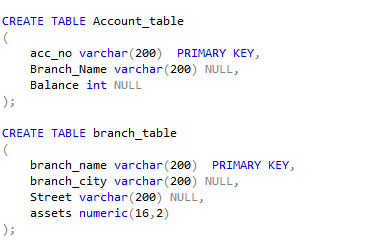 CREATE TABLE Account_table
(
    acc_no varchar(200)  PRIMARY KEY,
    Branch_Name varchar(200) NULL,
    Balance int NULL
);
CREATE TABLE branch_table
(
    branch_name varchar(200)  PRIMARY KEY,
    branch_city varchar(200) NULL,
    Street varchar(200) NULL,
    assets numeric(16,2)
);